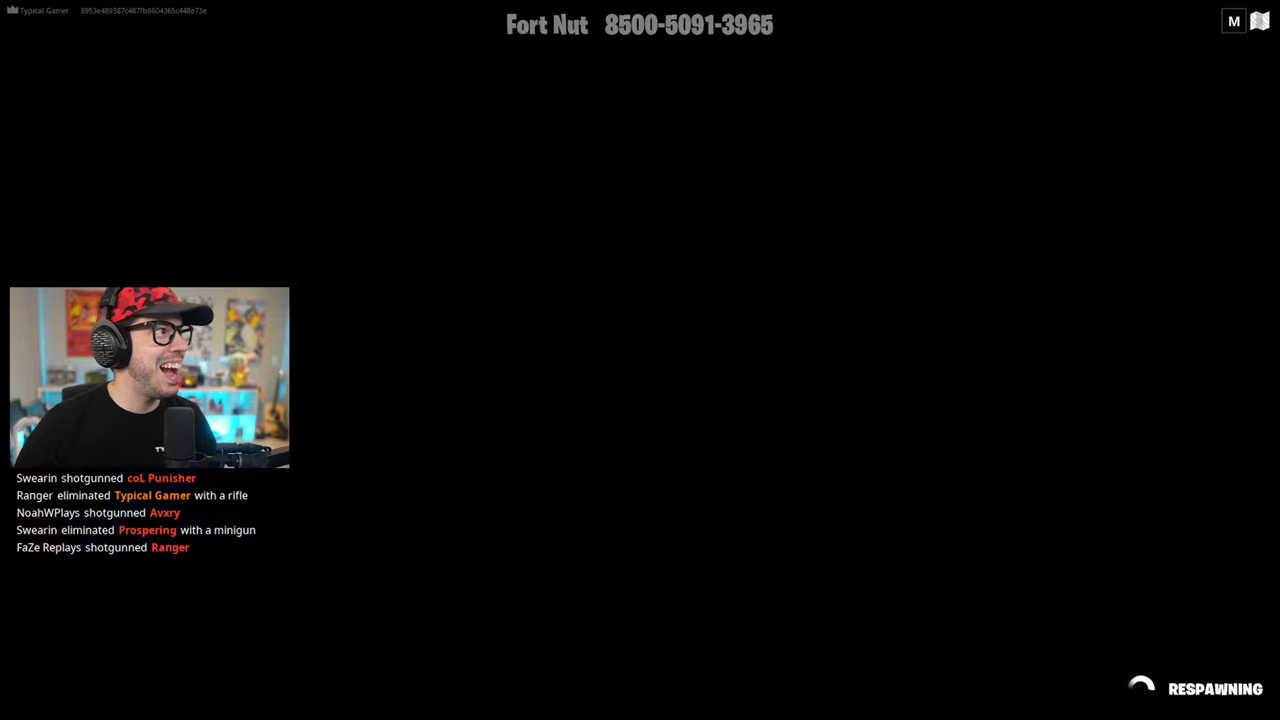 Typical Gamer
Fort Nut 8500-5091-3965
M
Swearin shotgunned coL Punisher
Ranger eliminated Typical Gamer with a rifle
NoahWPlays shotgunned Avxry
Swearin eliminated Prospering with a minigun
FaZe Replays shotgunned Ranger
RESPAWNING